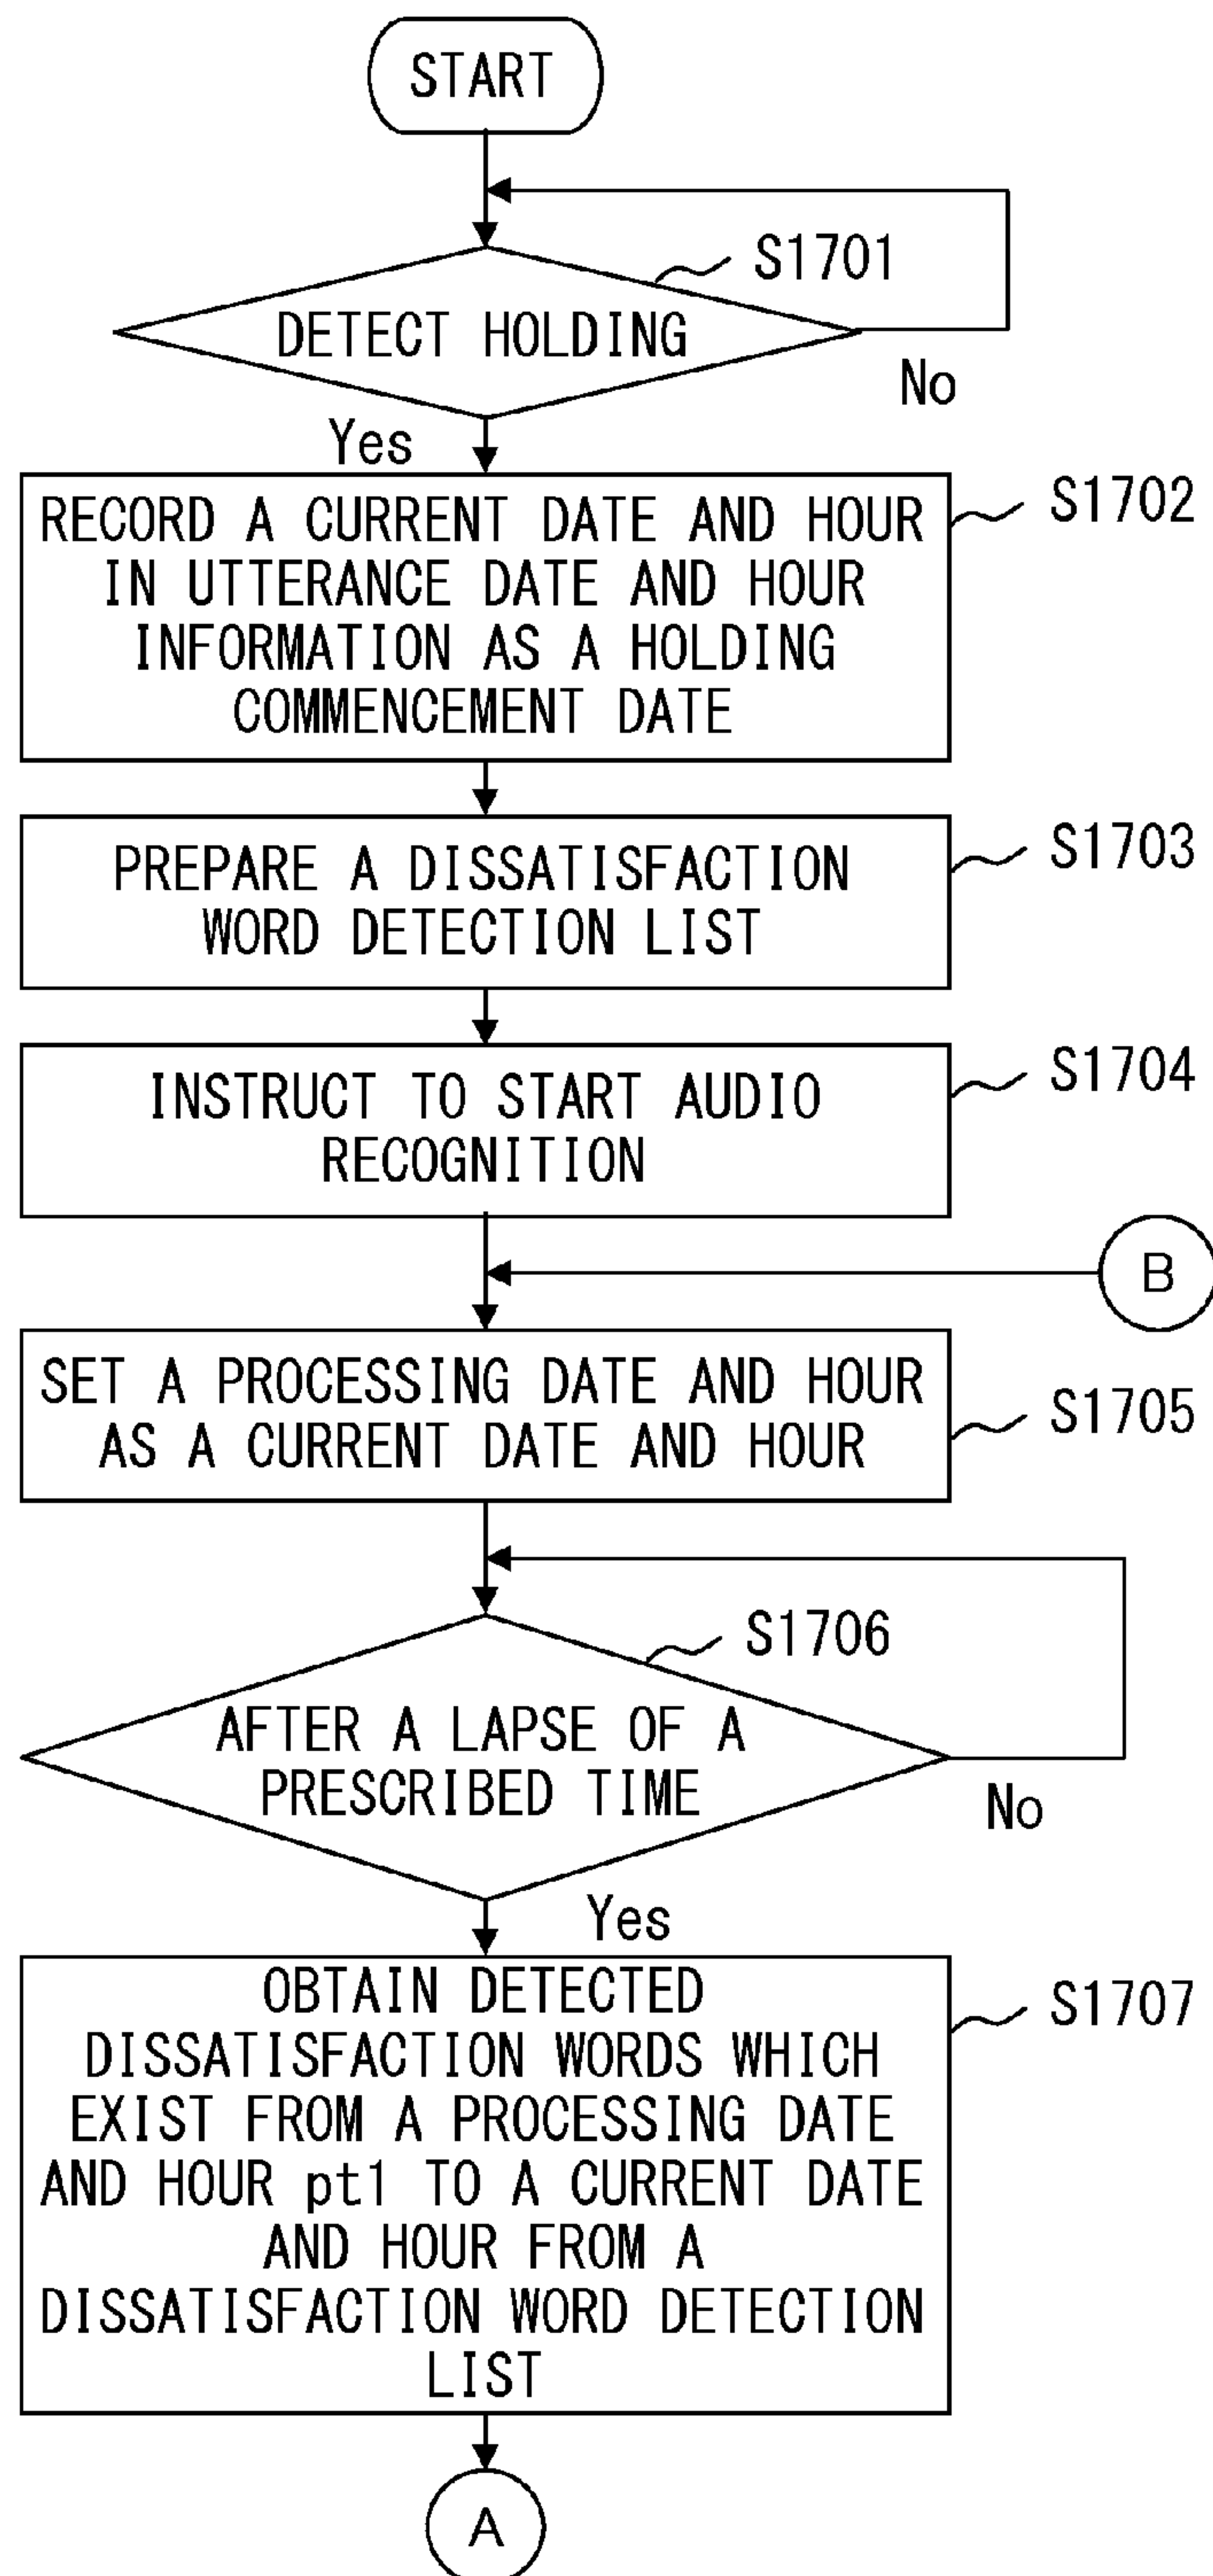 START
S1701
DETECT HOLDING
No
Yes
S1702
RECORD A CURRENT DATE AND HOUR
IN UTTERANCE DATE AND HOUR
INFORMATION AS A HOLDING
COMMENCEMENT DATE
S1703
PREPARE A DISSATISFACTION
WORD DETECTION LIST
S1704
INSTRUCT TO START AUDIO
RECOGNITION
B
SET A PROCESSING DATE AND HOUR
AS A CURRENT DATE AND HOUR
S1705
S1706
AFTER A LAPSE OF A
PRESCRIBED TIME
No
Yes
S1707
OBTAIN DETECTED
DISSATISFACTION WORDS WHICH
EXIST FROM A PROCESSING DATE
AND HOUR pt1 TO A CURRENT DATE
AND HOUR FROM A
DISSATISFACTION WORD DETECTION
LIST
A